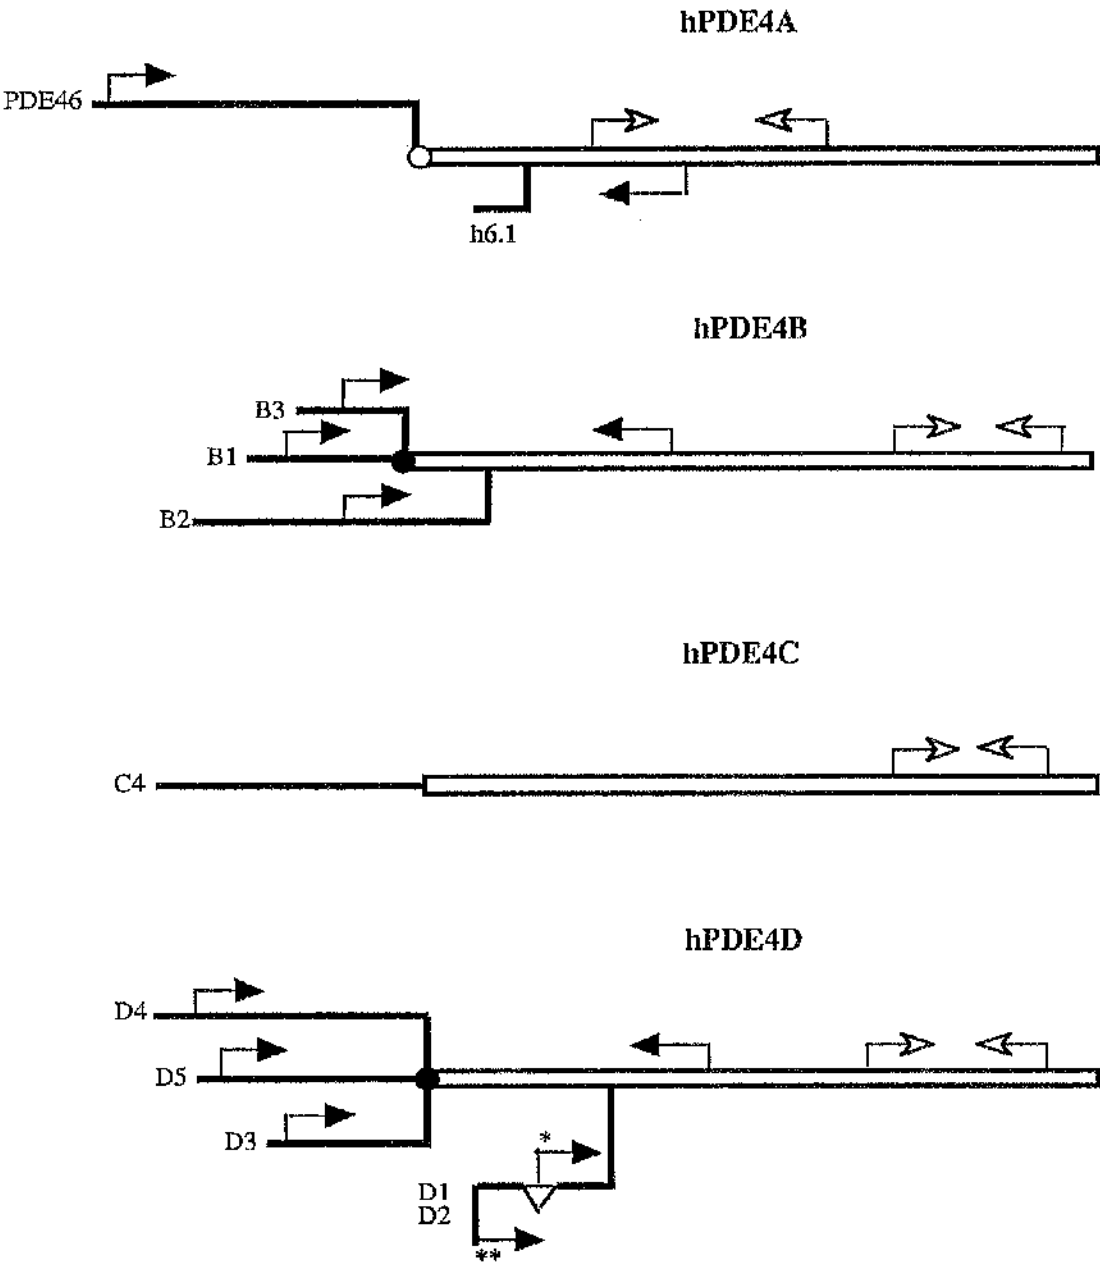 hPDE4A
PDE46
h6.1
hPDE4B
B3
B1
B2
hPDE4C
C4
hPDE4D
D4
D5
D3
*
D1
D2
**